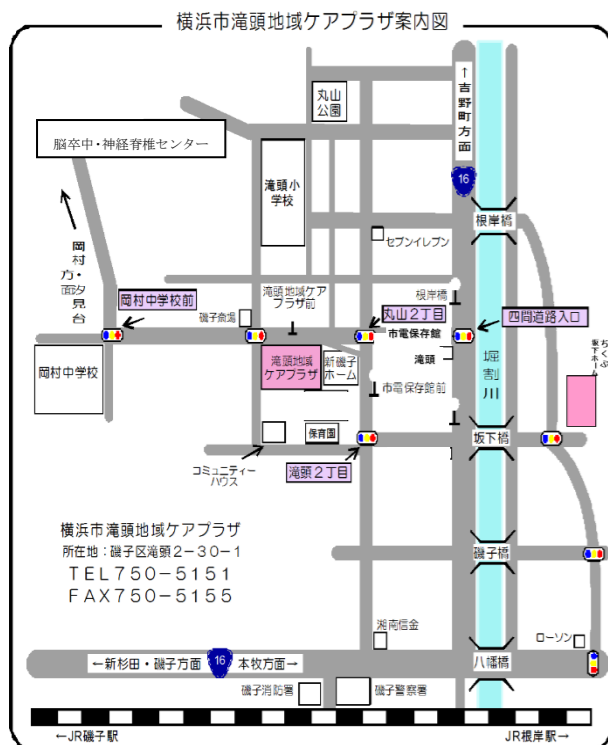 横浜市滝頭地域ケアプラザ案内図
↑吉野町方面
丸山
公園
脳卒中・神経脊椎センター
滝頭小
学校
16
根岸橋
セブンイレブン
岡村・汐見台
方面
岡村中学校前
磯子斎場
滝頭地域ケア
プラザ前
丸山2丁目
根岸橋
四間道路入口
市電保存館
滝頭
堀割川
岡村中学校
滝頭地域
ケアプラザ
新磯子
ホーム
市電保存館前
ちくぶ
坂下ホーム
保育園
坂下橋
コミュニティー
ハウス
滝頭2丁目
横浜市滝頭地域ケアプラザ
所在地:磯子区滝頭2-30-1
TEL750-5151
FAX750-5155
磯子橋
湘南信金
ローソン
←新杉田・磯子方面
16
本牧方面→
八幡橋
磯子消防署
磯子警察署
←JR磯子駅
JR根岸駅→